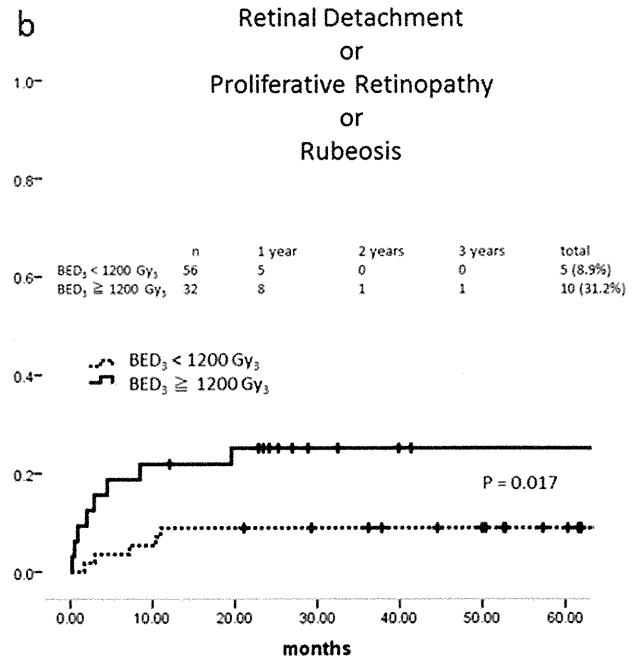 b
Retinal Detachment
or
Proliferative Retinopathy
or
Rubeosis
1.0
0.8
n 1 year 2 years 3 years total
BED₃ < 1200 Gy₃ 56 5 0 0 5 (8.9%)
0.6
BED₃ ≧ 1200 Gy₃ 32 8 1 1 10 (31.2%)
BED₃ < 1200 Gy₃
0.4
BED₃ ≧ 1200 Gy₃
0.2
P = 0.017
0.0
0.00 10.00 20.00 30.00 40.00 50.00 60.00
months